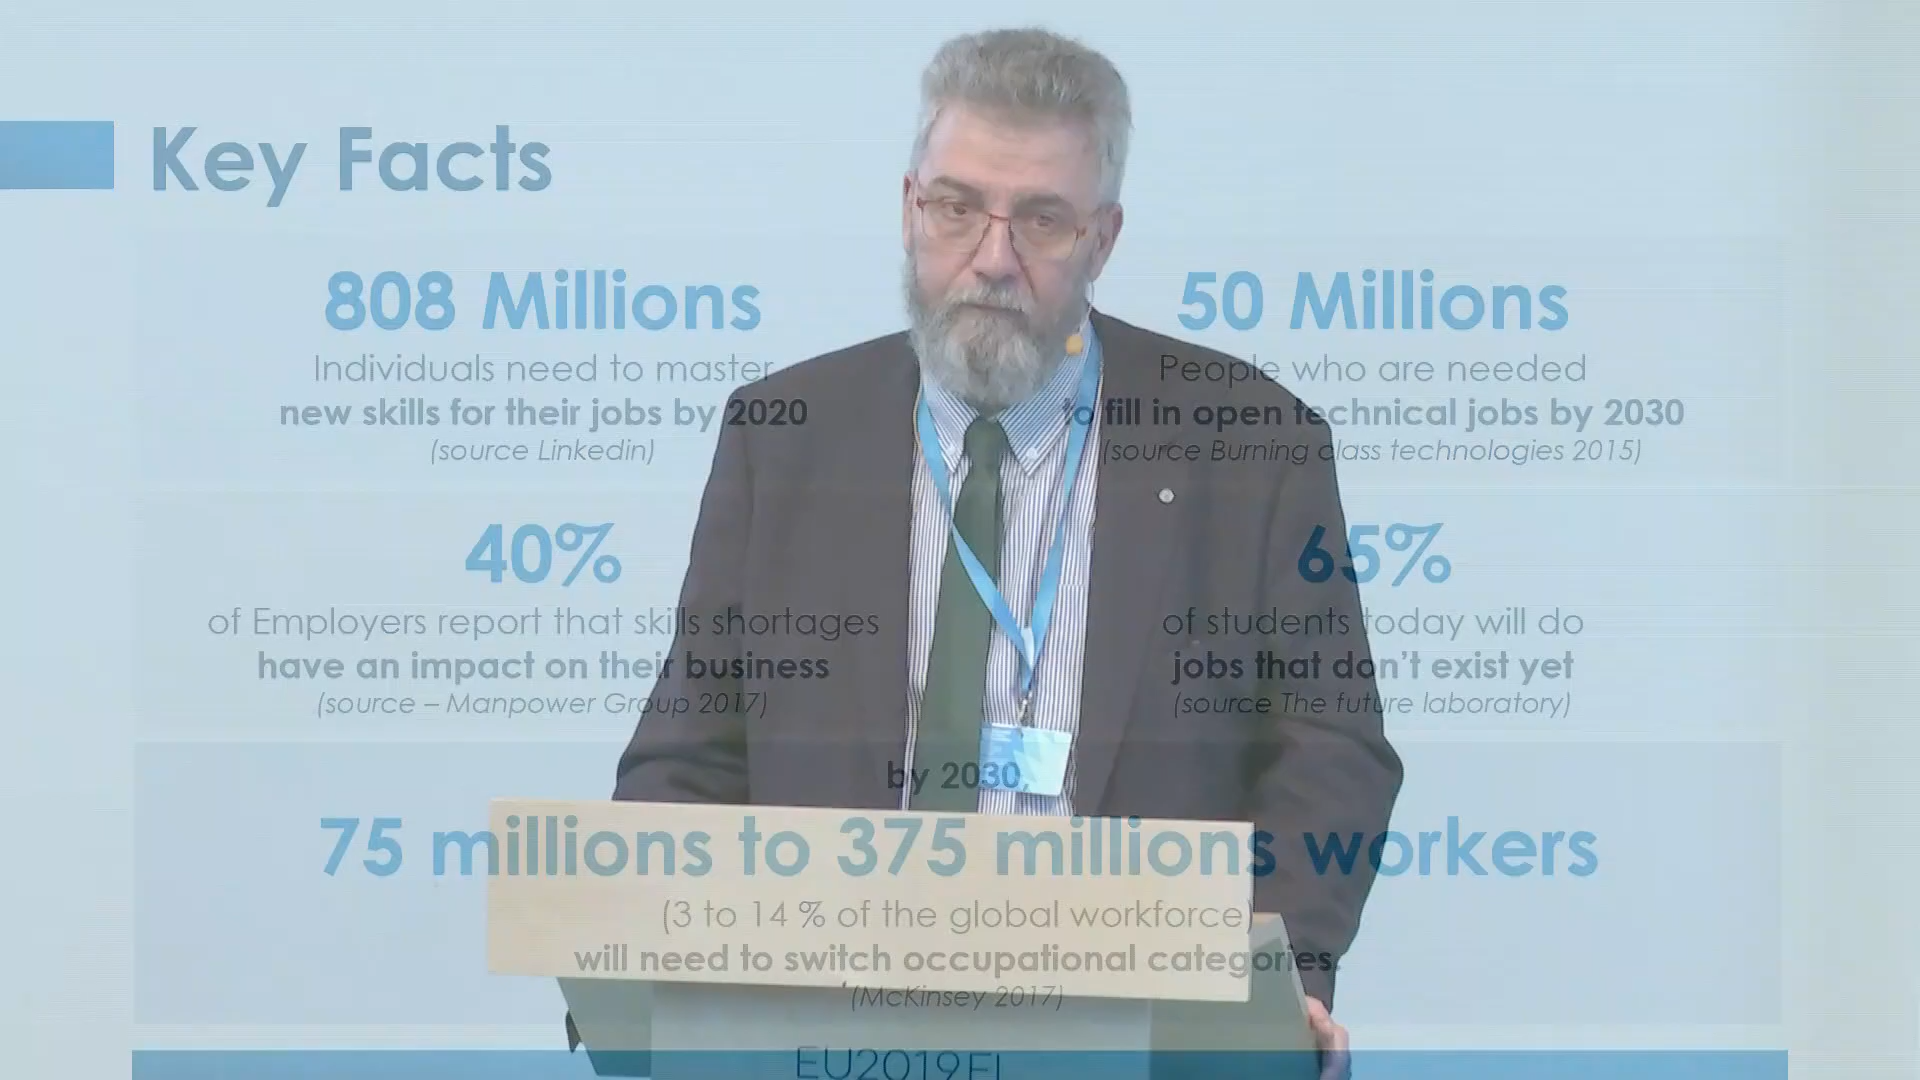 Key Facts
808 Millions
Individuals need to master
new skills for their jobs by 2020
(source Linkedin)
50 Millions
People who are needed
to fill in open technical jobs by 2030
(source Burning class technologies 2015)
40%
of Employers report that skills shortages
have an impact on their business
(source – Manpower Group 2017)
65%
of students today will do
jobs that don't exist yet
(source The future laboratory)
by 2030,
75 millions to 375 millions workers
(3 to 14 % of the global workforce)
will need to switch occupational categories.
(McKinsey 2017)
EU2019FI